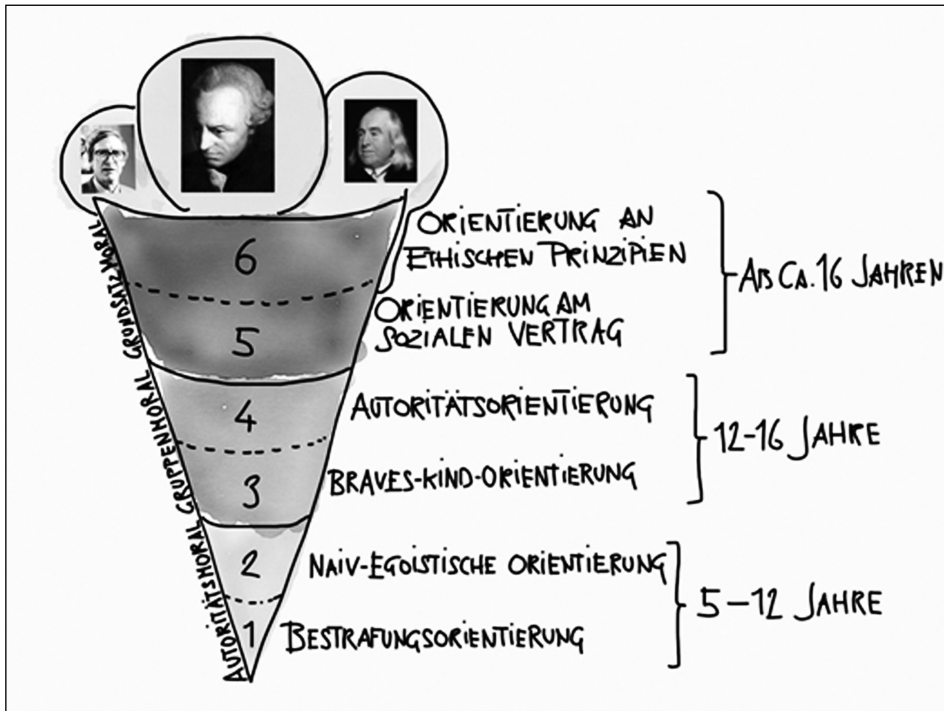 6
ORIENTIERUNG AN
ETHISCHEN PRINZIPIEN
5
ORIENTIERUNG AM
SOZIALEN VERTRAG
AB CA. 16 JAHREN
4
AUTORITÄTSORIENTIERUNG
3
BRAVES-KIND-ORIENTIERUNG
12-16 JAHRE
2
NAIV-EGOISTISCHE ORIENTIERUNG
1
BESTRAFUNGSORIENTIERUNG
5-12 JAHRE
AUTORITÄTSMORAL GRUPPENMORAL GRUNDSATZMORAL